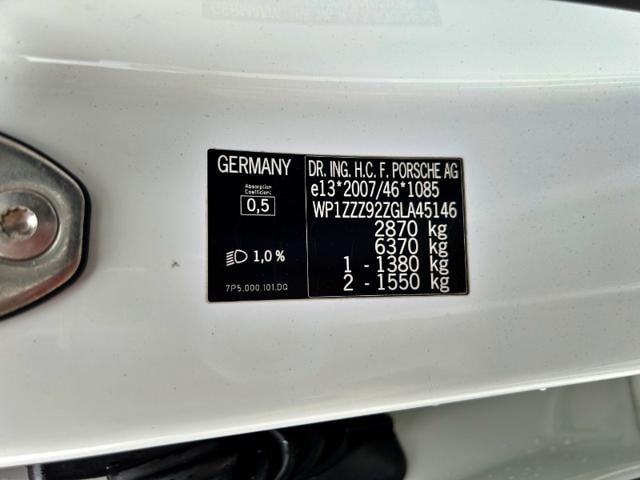 GERMANY
Absorption
Coefficient
0,5
1,0%
7P5.000.101.DQ
DR. ING. H.C. F. PORSCHE AG
e13*2007/46*1085
WP1ZZZ92ZGLA45146
2870 kg
6370 kg
1 - 1380 kg
2 - 1550 kg